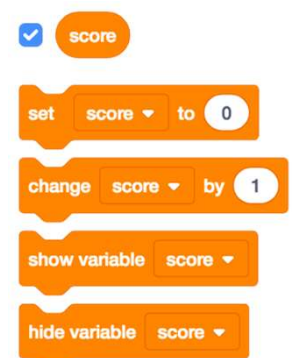 score
set score to 0
change score by 1
show variable score
hide variable score